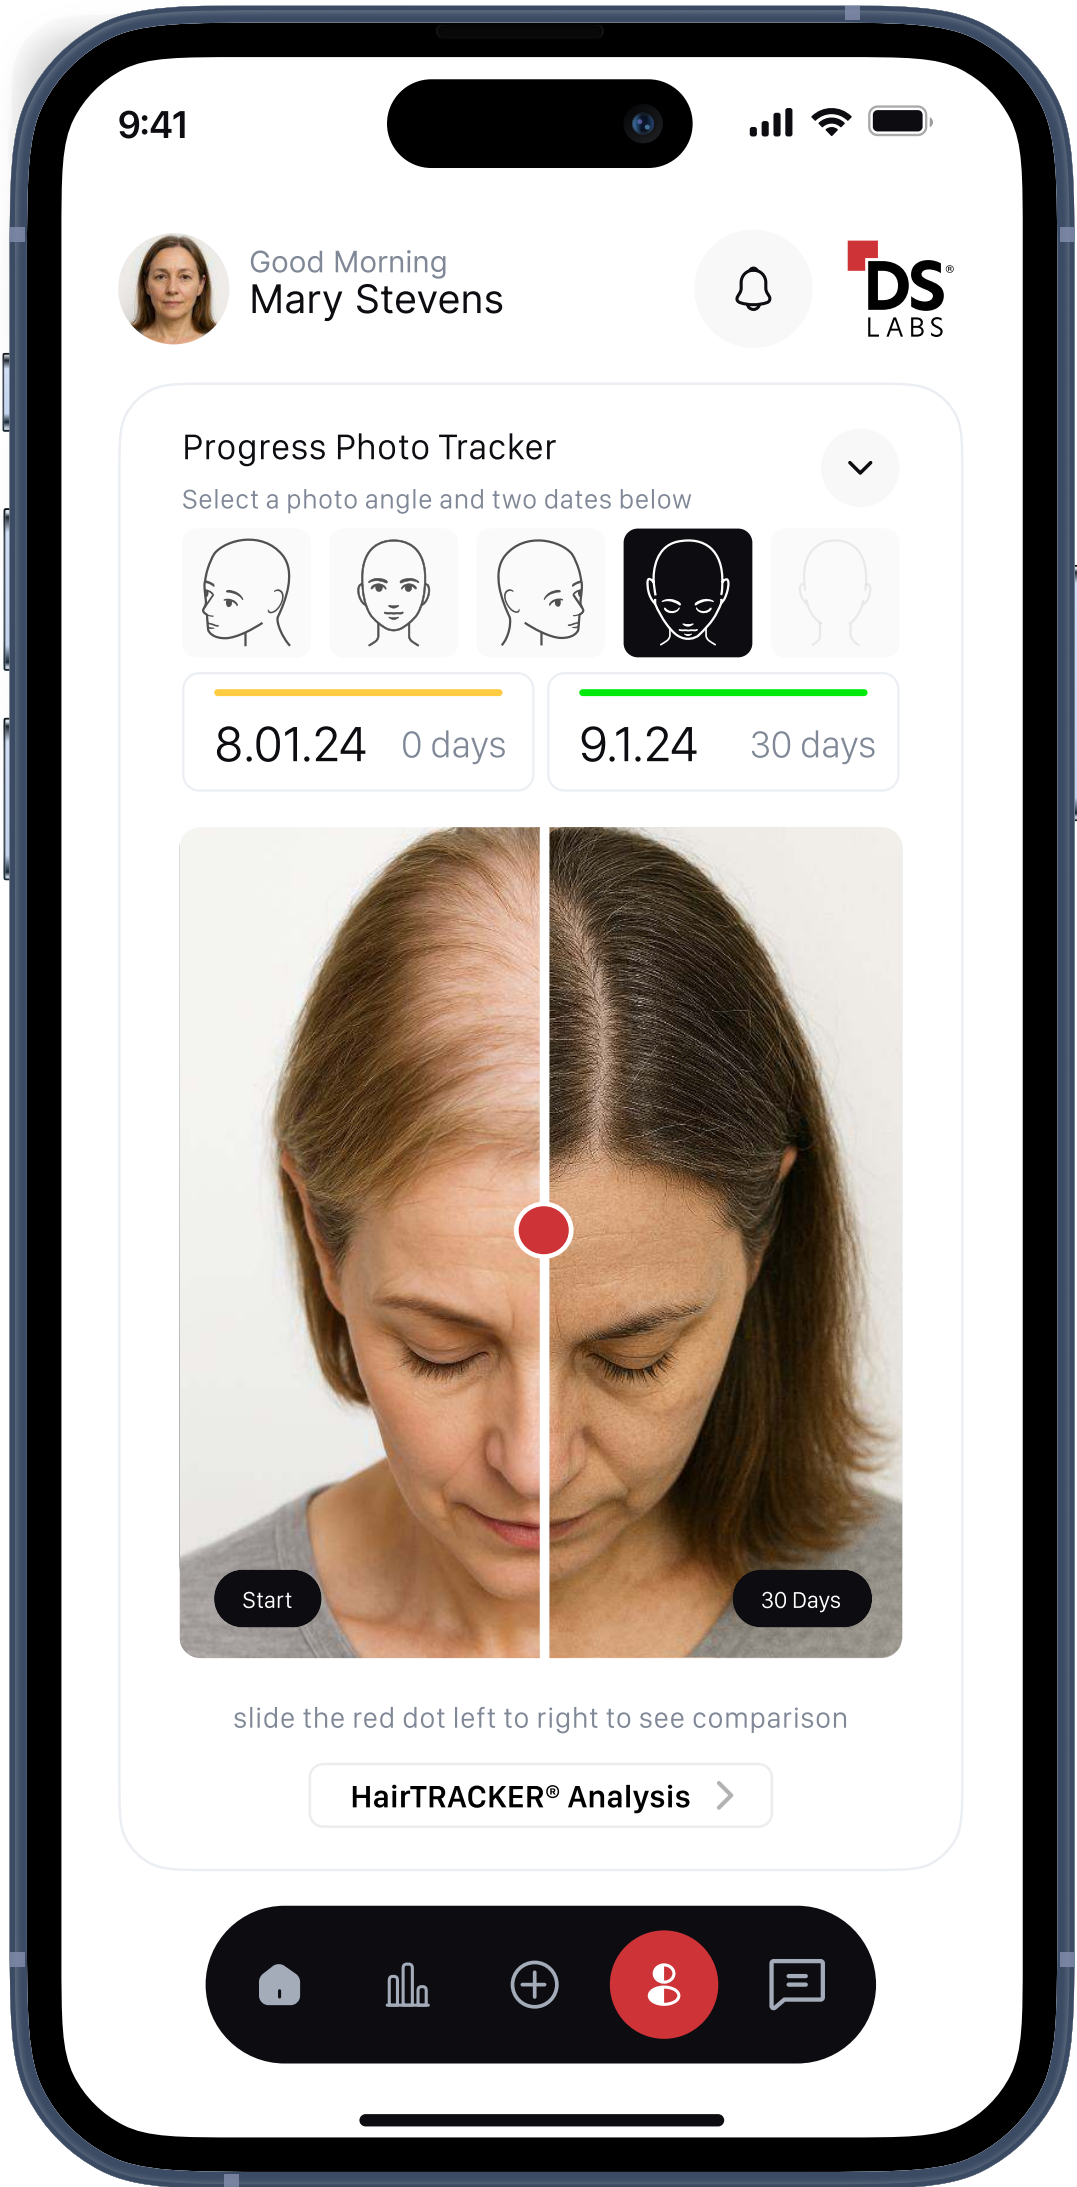 9:41
Good Morning
Mary Stevens
DS®
LABS
Progress Photo Tracker
Select a photo angle and two dates below
8.01.24 0 days
9.1.24 30 days
Start
30 Days
slide the red dot left to right to see comparison
HairTRACKER® Analysis